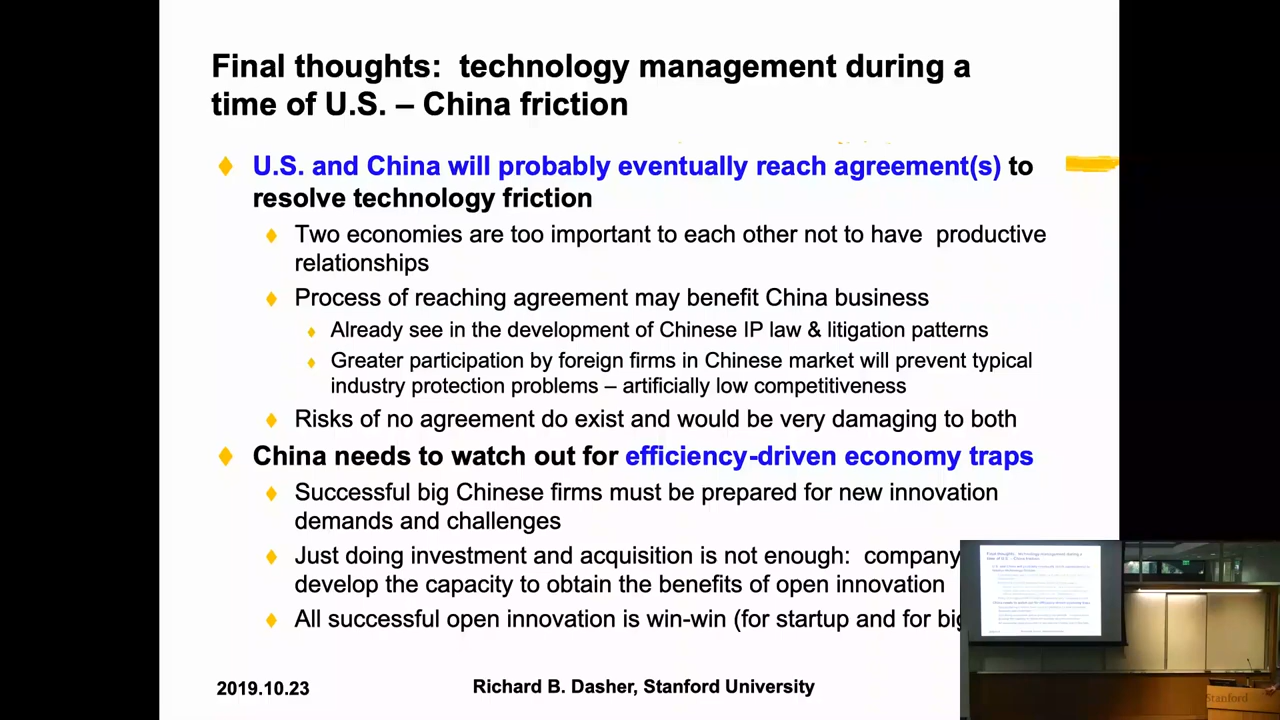 Final thoughts: technology management during a
time of U.S. – China friction
U.S. and China will probably eventually reach agreement(s) to
resolve technology friction
Two economies are too important to each other not to have productive
relationships
Process of reaching agreement may benefit China business
Already see in the development of Chinese IP law & litigation patterns
Greater participation by foreign firms in Chinese market will prevent typical
industry protection problems – artificially low competitiveness
Risks of no agreement do exist and would be very damaging to both
China needs to watch out for efficiency-driven economy traps
Successful big Chinese firms must be prepared for new innovation
demands and challenges
Just doing investment and acquisition is not enough: company
develop the capacity to obtain the benefits of open innovation
All successful open innovation is win-win (for startup and for big
2019.10.23
Richard B. Dasher, Stanford University
Stanford